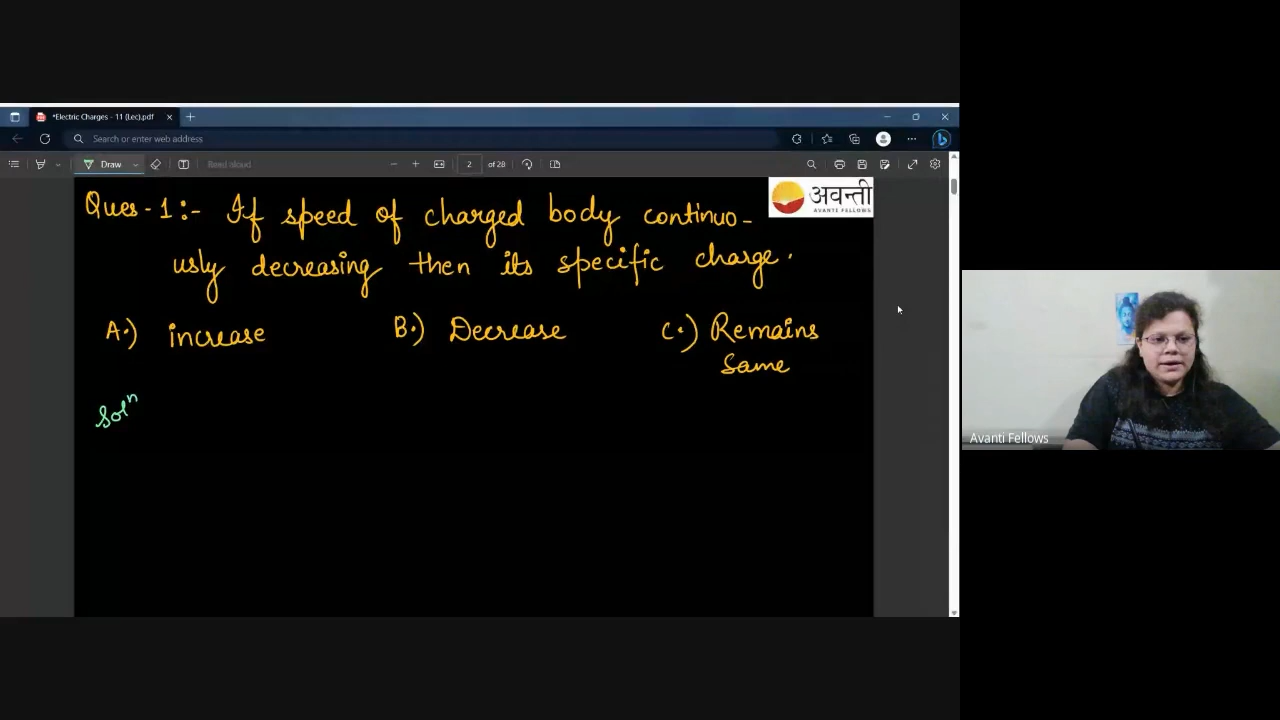 *Electric Charges - 11 (Lec).pdf
Search or enter web address
Draw
Read aloud
2
of 28
अवन्ती
AVANTI FELLOWS
Ques-1:- If speed of charged body continuo-
usly decreasing then its specific charge.
A.) increase
B.) Decrease
C.) Remains
Same
Solⁿ
Avanti Fellows